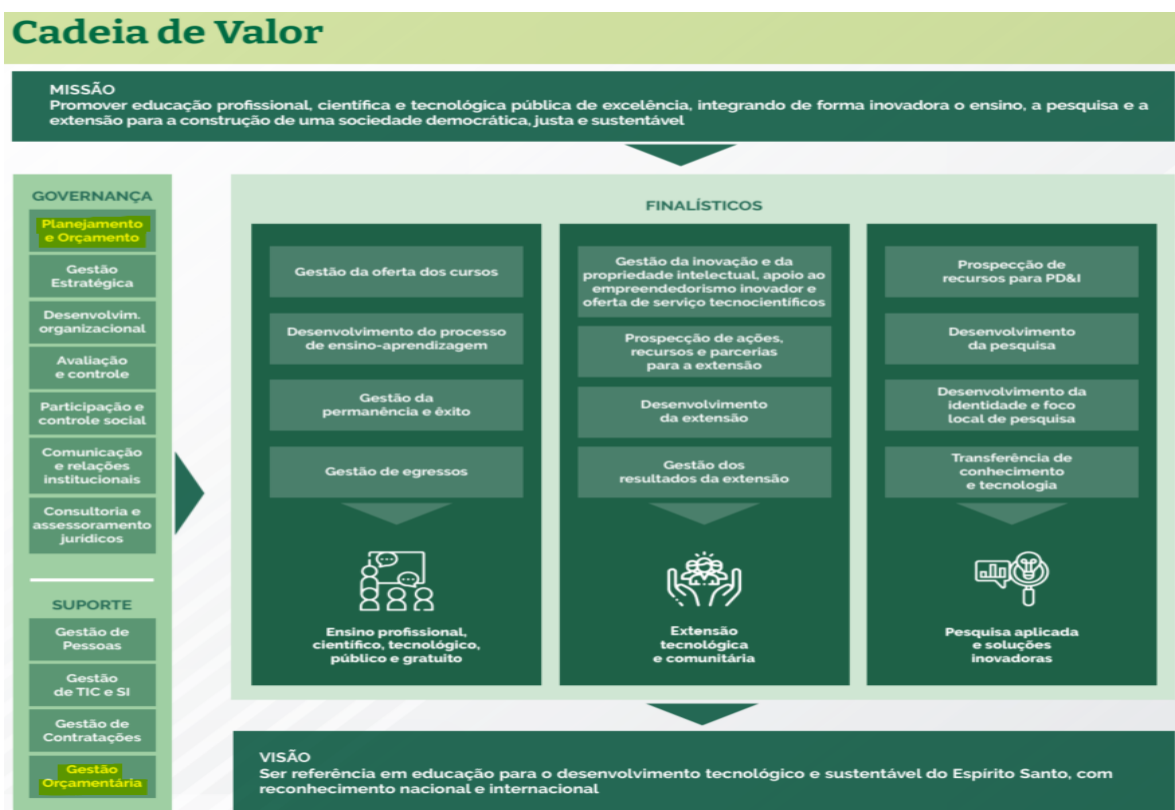 Cadeia de Valor
MISSÃO
Promover educação profissional, científica e tecnológica pública de excelência, integrando de forma inovadora o ensino, a pesquisa e a
extensão para a construção de uma sociedade democrática, justa e sustentável
GOVERNANÇA
Planejamento
e Orçamento
Gestão
Estratégica
Desenvolvim.
organizacional
Avaliação
e controle
Participação e
controle social
Comunicação
e relações
institucionais
Consultoria e
assessoramento
jurídicos
SUPORTE
Gestão de
Pessoas
Gestão
de TIC e SI
Gestão de
Contratações
Gestão
Orçamentária
FINALÍSTICOS
Gestão da oferta dos cursos
Desenvolvimento do processo
de ensino-aprendizagem
Gestão da
permanência e êxito
Gestão de egressos
Ensino profissional,
científico, tecnológico,
público e gratuito
Gestão da inovação e da
propriedade intelectual, apoio ao
empreendedorismo inovador e
oferta de serviço tecnocientíficos
Prospecção de ações,
recursos e parcerias
para a extensão
Desenvolvimento
da extensão
Gestão dos
resultados da extensão
Extensão
tecnológica
e comunitária
Prospecção de
recursos para PD&I
Desenvolvimento
da pesquisa
Desenvolvimento da
identidade e foco
local de pesquisa
Transferência de
conhecimento
e tecnologia
Pesquisa aplicada
e soluções
inovadoras
VISÃO
Ser referência em educação para o desenvolvimento tecnológico e sustentável do Espírito Santo, com
reconhecimento nacional e internacional